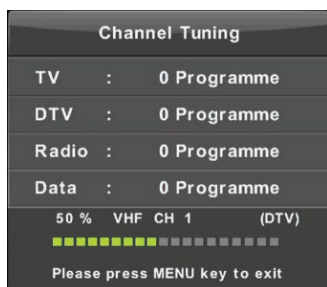 Channel Tuning
TV : 0 Programme
DTV : 0 Programme
Radio : 0 Programme
Data : 0 Programme
50 % VHF CH 1 (DTV)
Please press MENU key to exit